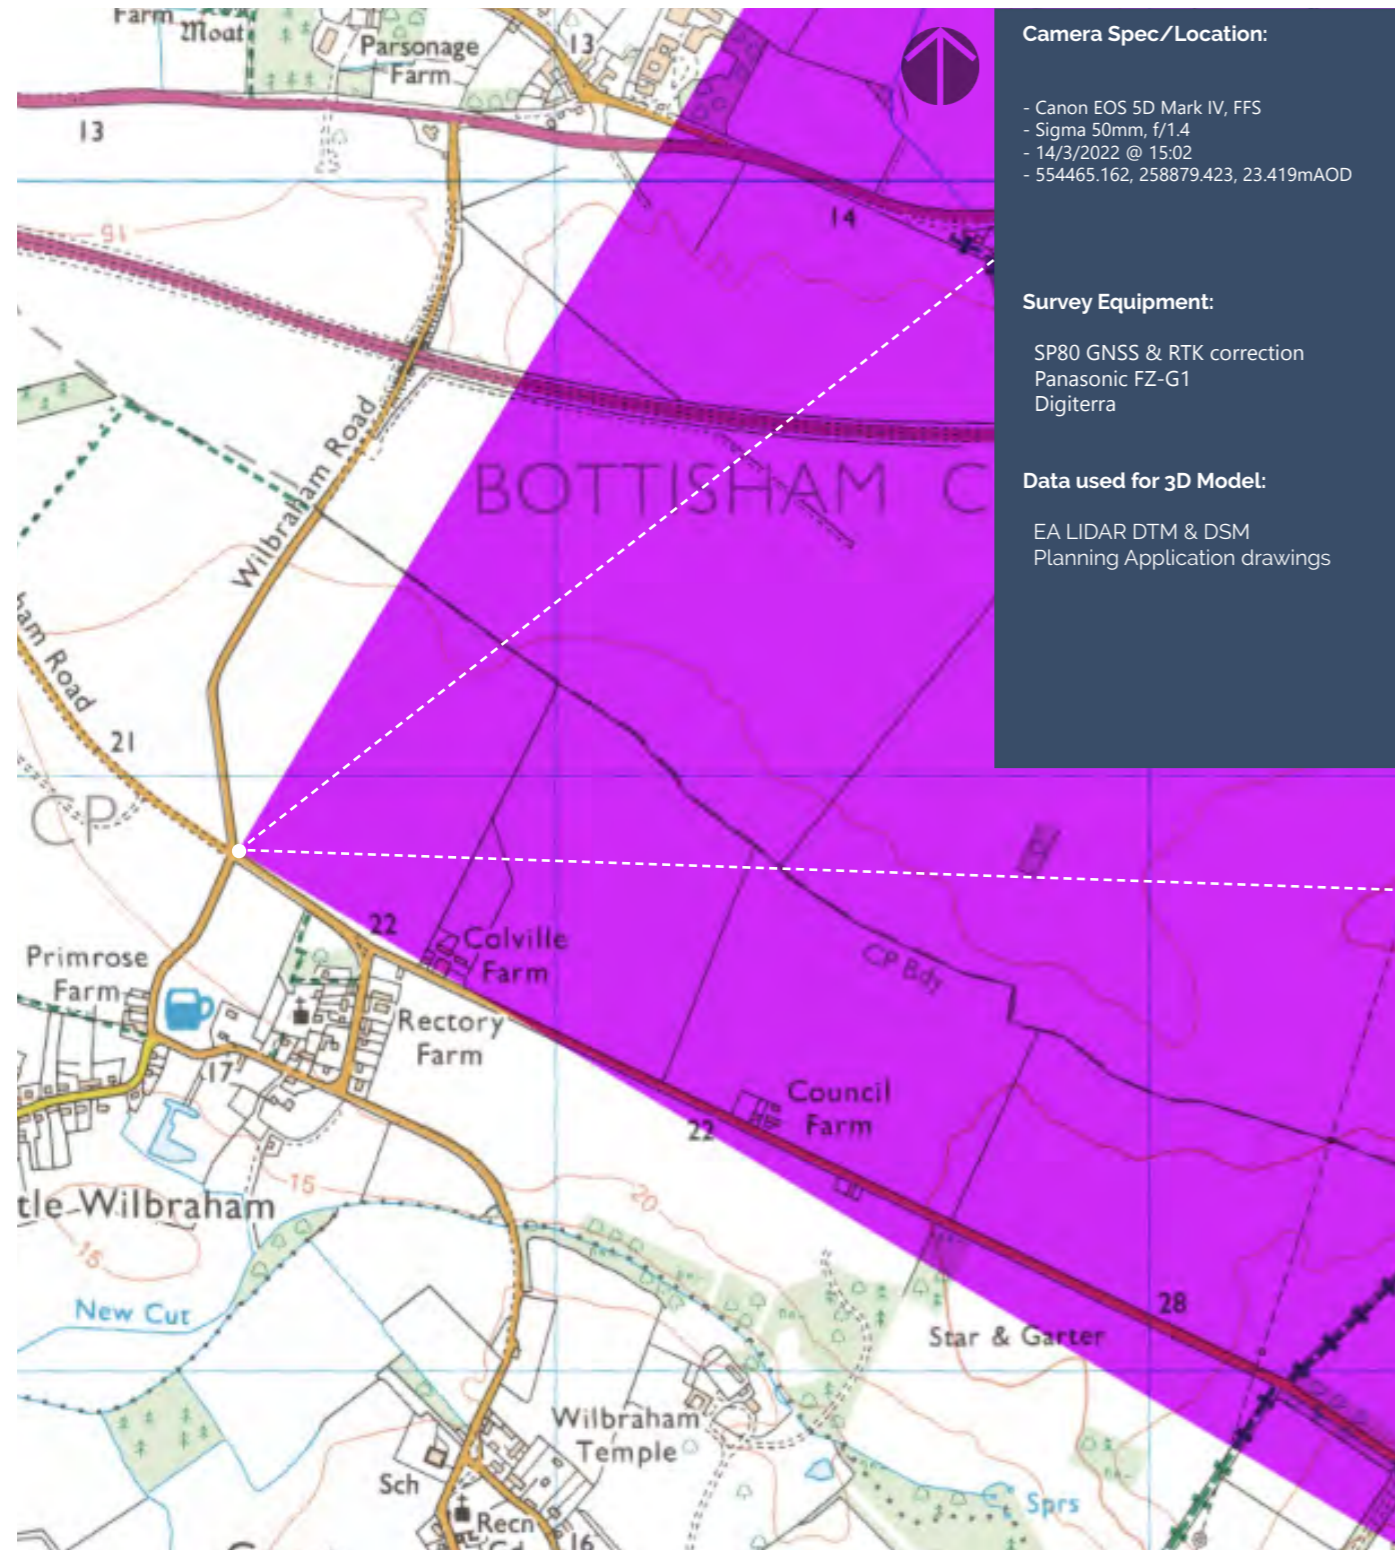 Farm
Moat
Parsonage
Farm
13
13
15
14
Wilbraham Road
BOTTISHAM C
ham Road
21
CP
22
Colville
Farm
CP Bdy
Primrose
Farm
Rectory
Farm
17
Council
Farm
22
tle Wilbraham
15
20
15
New Cut
28
Star & Garter
Wilbraham
Temple
Sch
Sprs
Recn
16
Camera Spec/Location:
- Canon EOS 5D Mark IV, FFS
- Sigma 50mm, f/1.4
- 14/3/2022 @ 15:02
- 554465.162, 258879.423, 23.419mAOD
Survey Equipment:
SP80 GNSS & RTK correction
Panasonic FZ-G1
Digiterra
Data used for 3D Model:
EA LIDAR DTM & DSM
Planning Application drawings